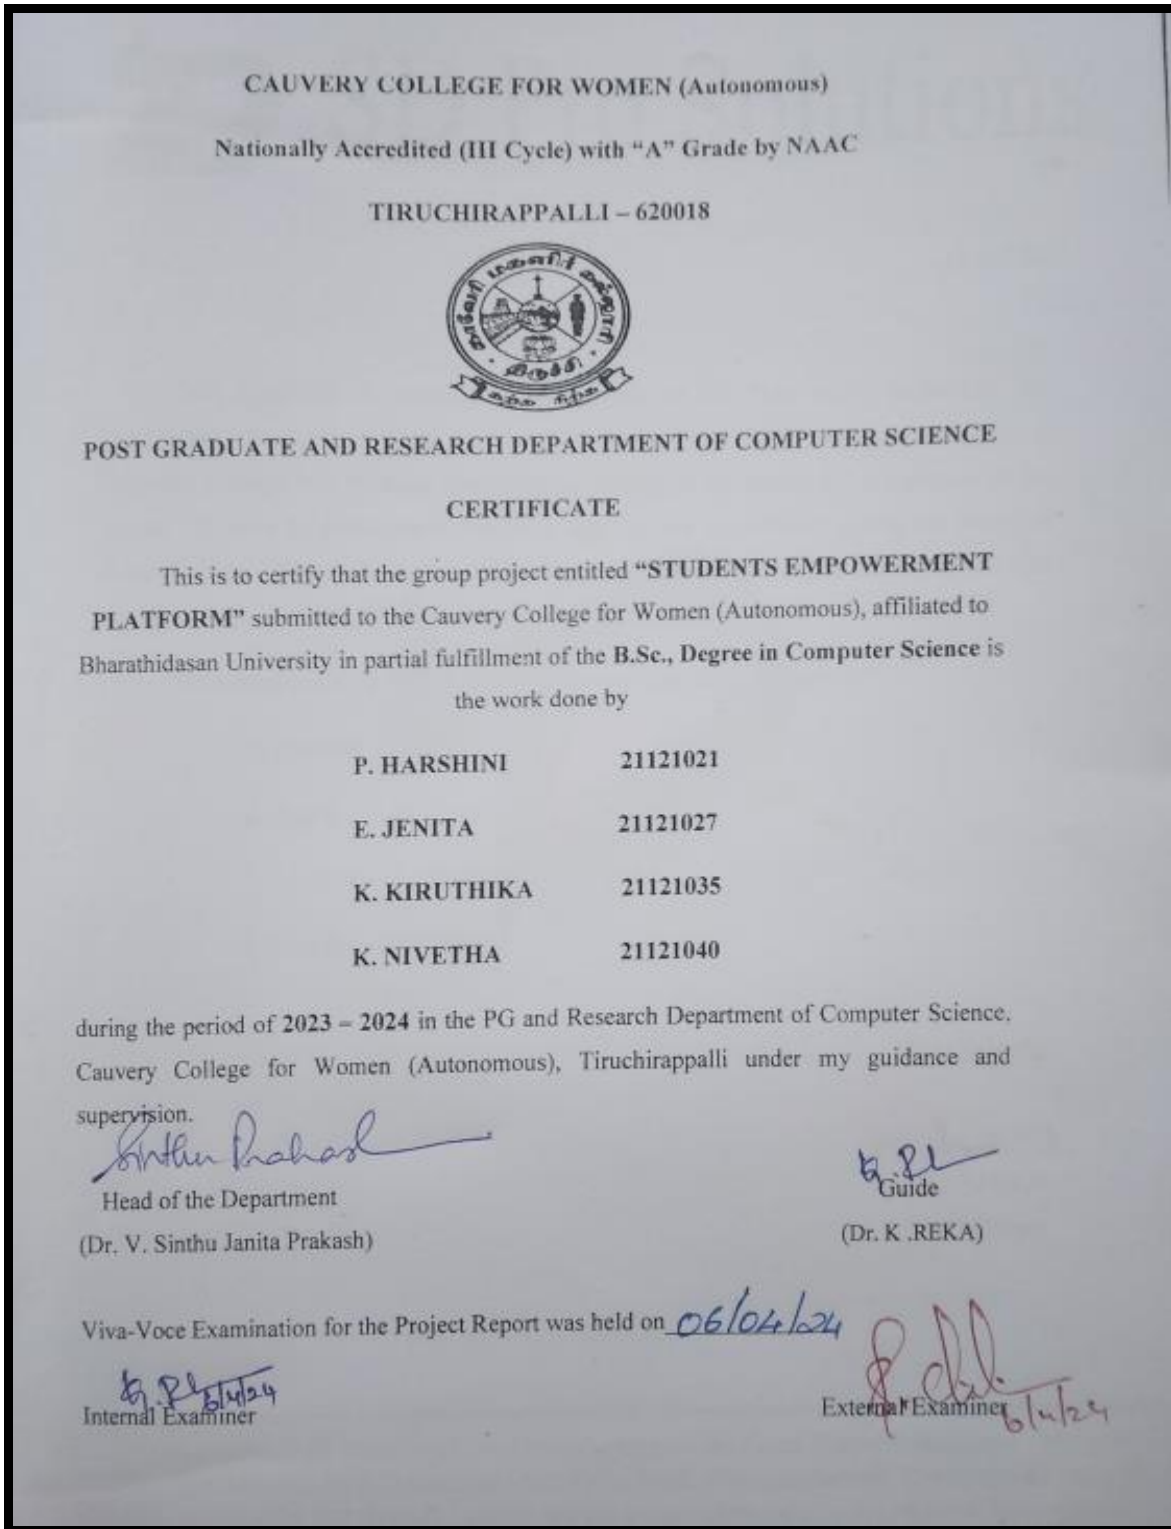 CAUVERY COLLEGE FOR WOMEN (Autonomous)
Nationally Accredited (III Cycle) with “A” Grade by NAAC
TIRUCHIRAPPALLI – 620018
காவேரி மகளிர் கல்லூரி
திருச்சி
கற்க நிற்க
POST GRADUATE AND RESEARCH DEPARTMENT OF COMPUTER SCIENCE
CERTIFICATE
This is to certify that the group project entitled “STUDENTS EMPOWERMENT
PLATFORM” submitted to the Cauvery College for Women (Autonomous), affiliated to
Bharathidasan University in partial fulfillment of the B.Sc., Degree in Computer Science is
the work done by
P. HARSHINI 21121021
E. JENITA 21121027
K. KIRUTHIKA 21121035
K. NIVETHA 21121040
during the period of 2023 – 2024 in the PG and Research Department of Computer Science,
Cauvery College for Women (Autonomous), Tiruchirappalli under my guidance and
supervision.
Sinthu Prakash
Head of the Department
Guide
(Dr. V. Sinthu Janita Prakash)
(Dr. K .REKA)
Viva-Voce Examination for the Project Report was held on 06/04/24
6/4/24
Internal Examiner
External Examiner
6/4/24